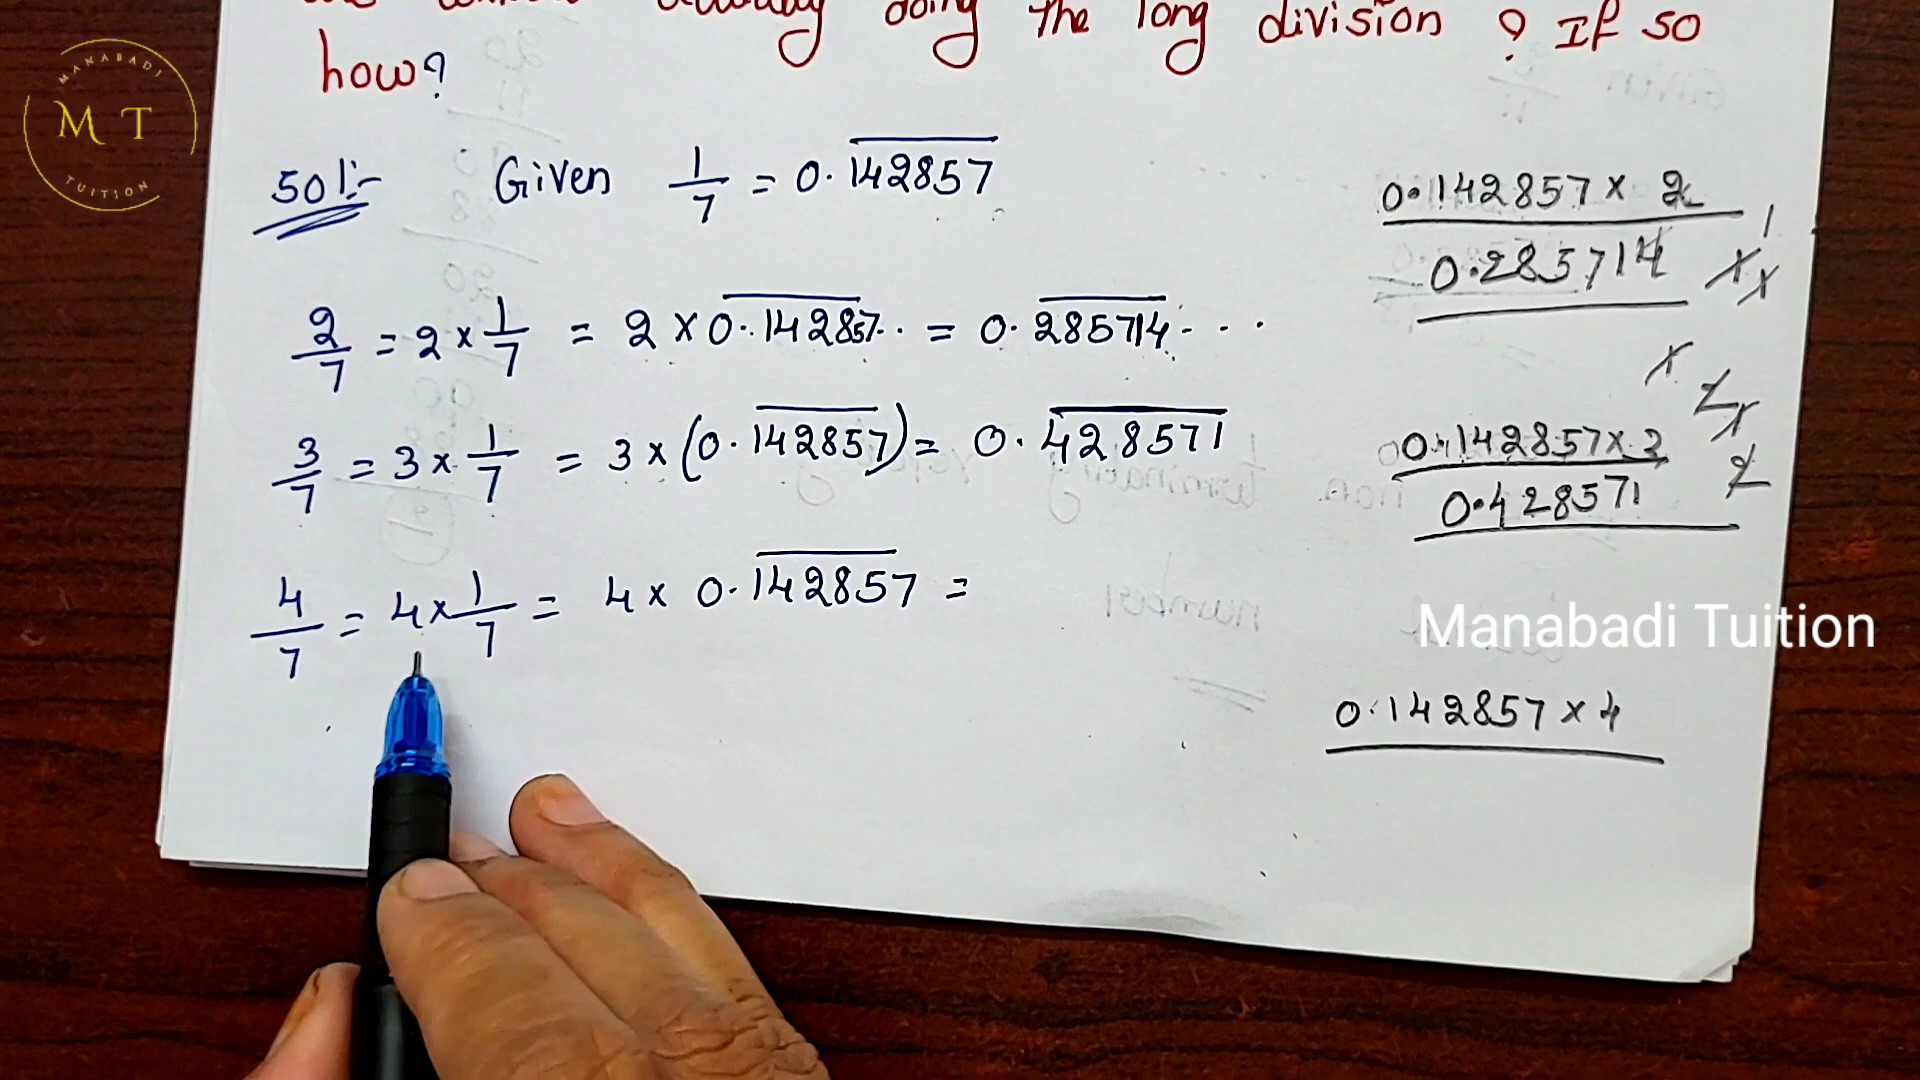 actually doing the long division ? If so
how?
MANABADI
M T
TUITION
Sol:- Given 1/7 = 0.142857
0.142857 x 2
0.285714
2/7 = 2 x 1/7 = 2 x 0.142857.. = 0.285714....
3/7 = 3 x 1/7 = 3 x (0.142857) = 0.428571
0.142857 x 3
0.428571
4/7 = 4 x 1/7 = 4 x 0.142857 =
Manabadi Tuition
0.142857 x 4